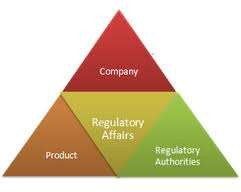 Company
Regulatory
Affairs
Product
Regulatory
Authorities